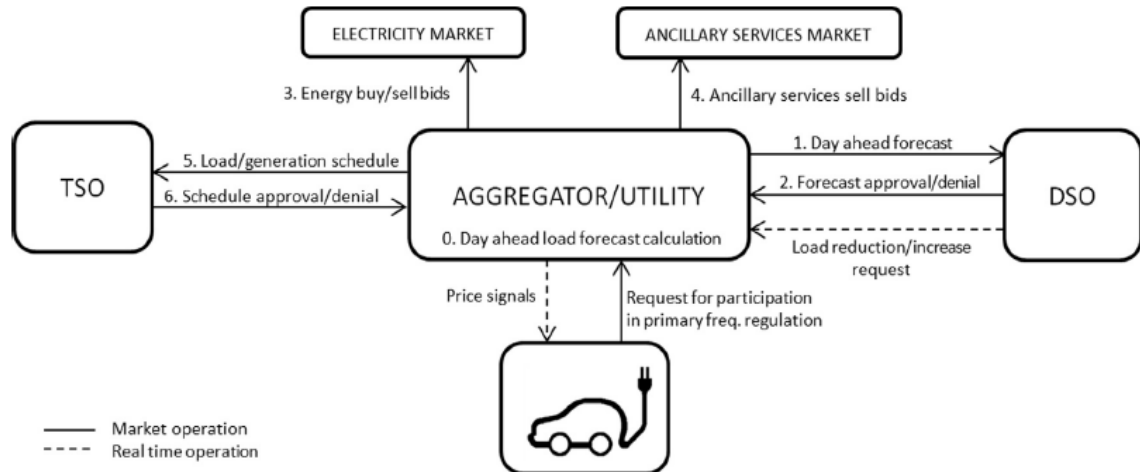 ELECTRICITY MARKET
ANCILLARY SERVICES MARKET
3. Energy buy/sell bids
4. Ancillary services sell bids
TSO
5. Load/generation schedule
6. Schedule approval/denial
AGGREGATOR/UTILITY
0. Day ahead load forecast calculation
1. Day ahead forecast
2. Forecast approval/denial
Load reduction/increase
request
DSO
Price signals
Request for participation
in primary freq. regulation
Market operation
Real time operation